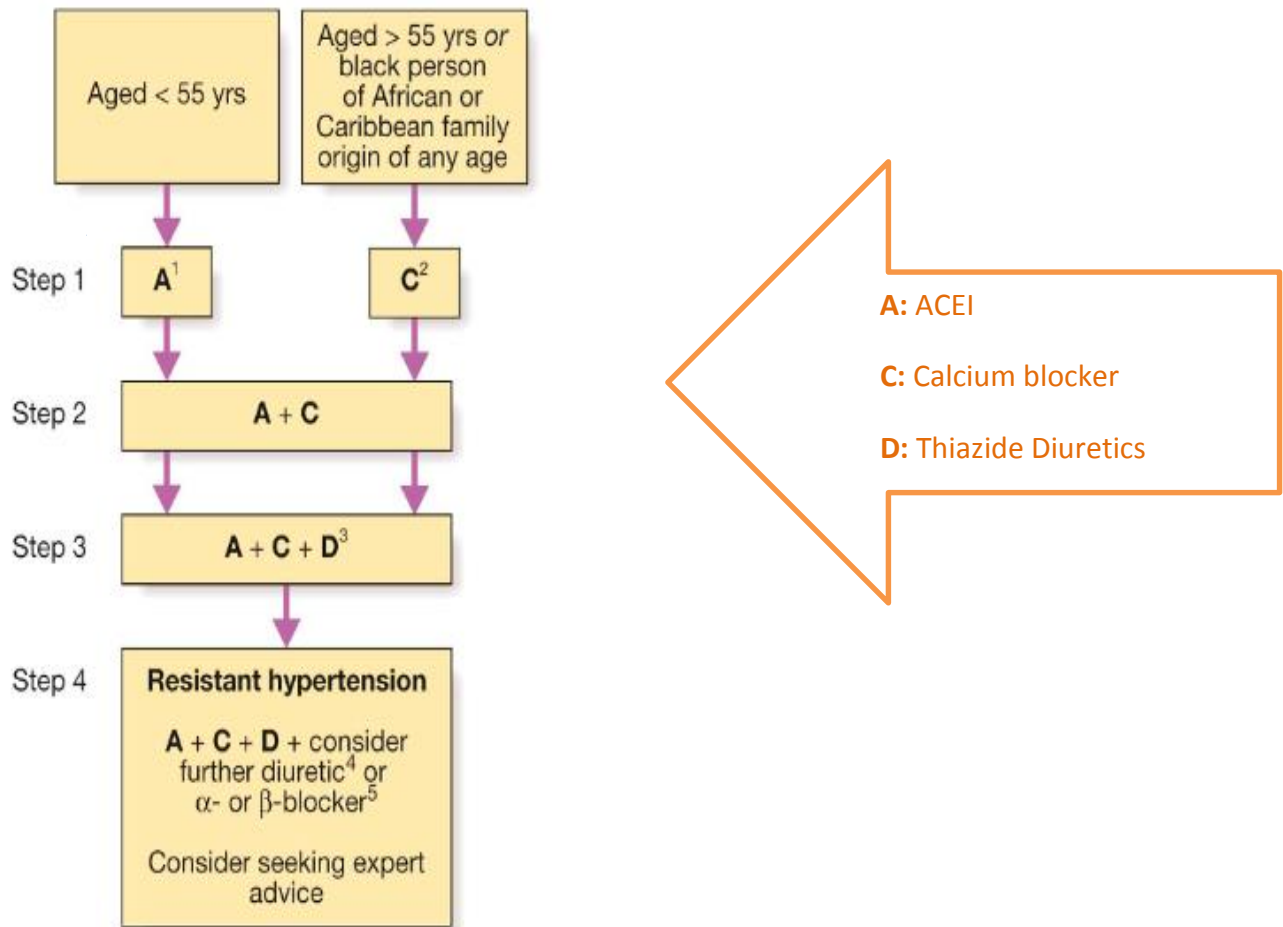 Aged < 55 yrs
Aged > 55 yrs or
black person
of African or
Caribbean family
origin of any age
Step 1
A¹
C²
Step 2
A + C
Step 3
A + C + D³
Step 4
Resistant hypertension
A + C + D + consider
further diuretic⁴ or
α- or β-blocker⁵
Consider seeking expert
advice
A: ACEI
C: Calcium blocker
D: Thiazide Diuretics